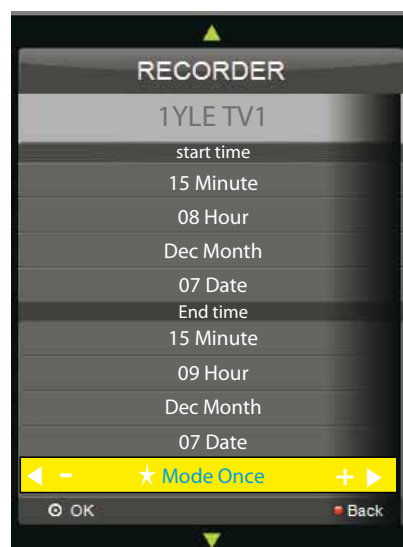 RECORDER
1YLE TV1
start time
15 Minute
08 Hour
Dec Month
07 Date
End time
15 Minute
09 Hour
Dec Month
07 Date
- Mode Once +
OK Back